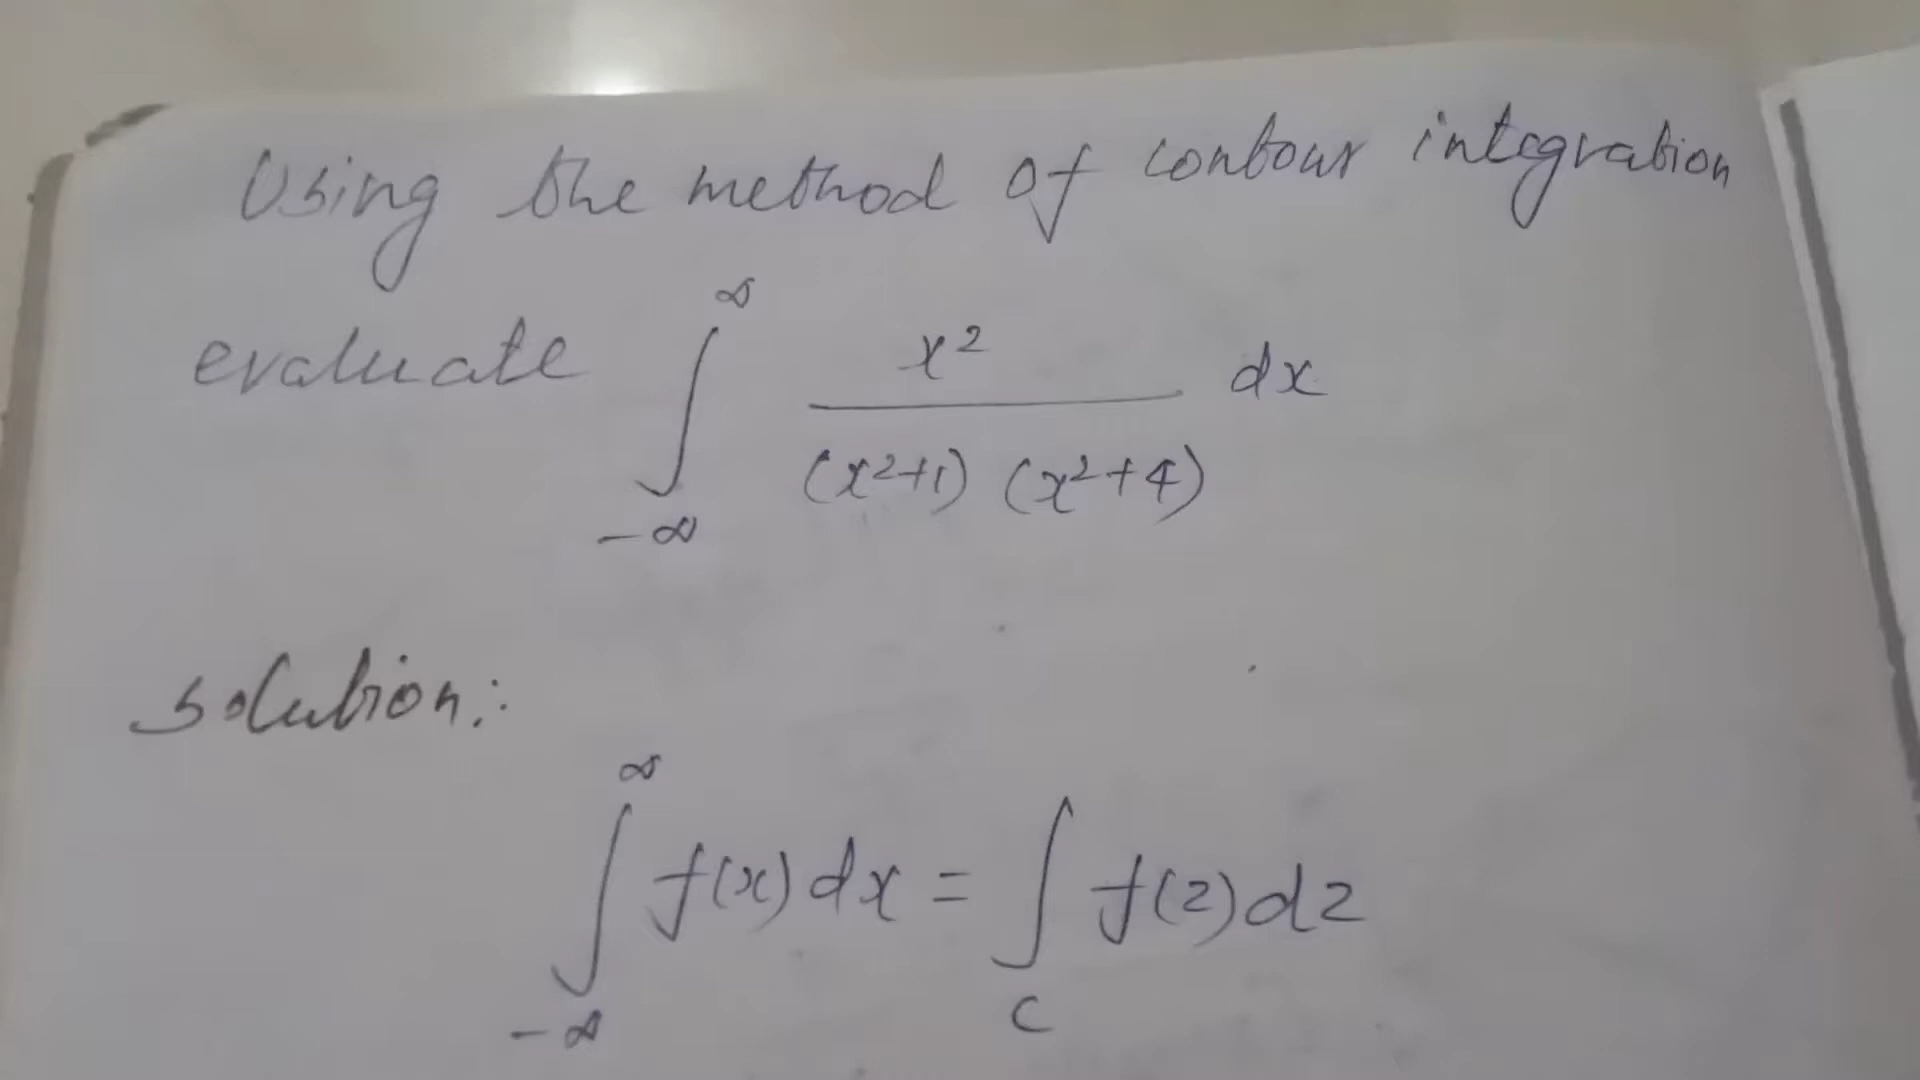 Using the method of contour integration
evaluate ∫_{-∞}^{∞} x²/((x²+1)(x²+4)) dx
Solution:-
∫_{-∞}^{∞} f(x)dx = ∫_C f(z)dz